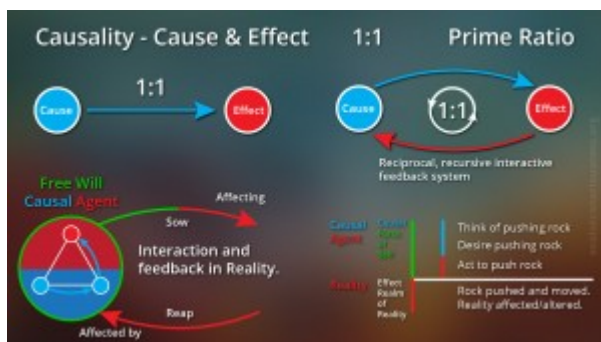 Causality - Cause & Effect 1:1 Prime Ratio
1:1
Cause
Effect
Cause
1:1
Effect
Reciprocal, recursive interactive
feedback system
Free Will
Causal Agent
Affecting
Sow
Interaction and
feedback in Reality.
Reap
Affected by
Causal
Agent
Think of pushing rock
Desire pushing rock
Act to push rock
Reality
Effect
Realm
of
Reality
Rock pushed and moved.
Reality affected/altered.